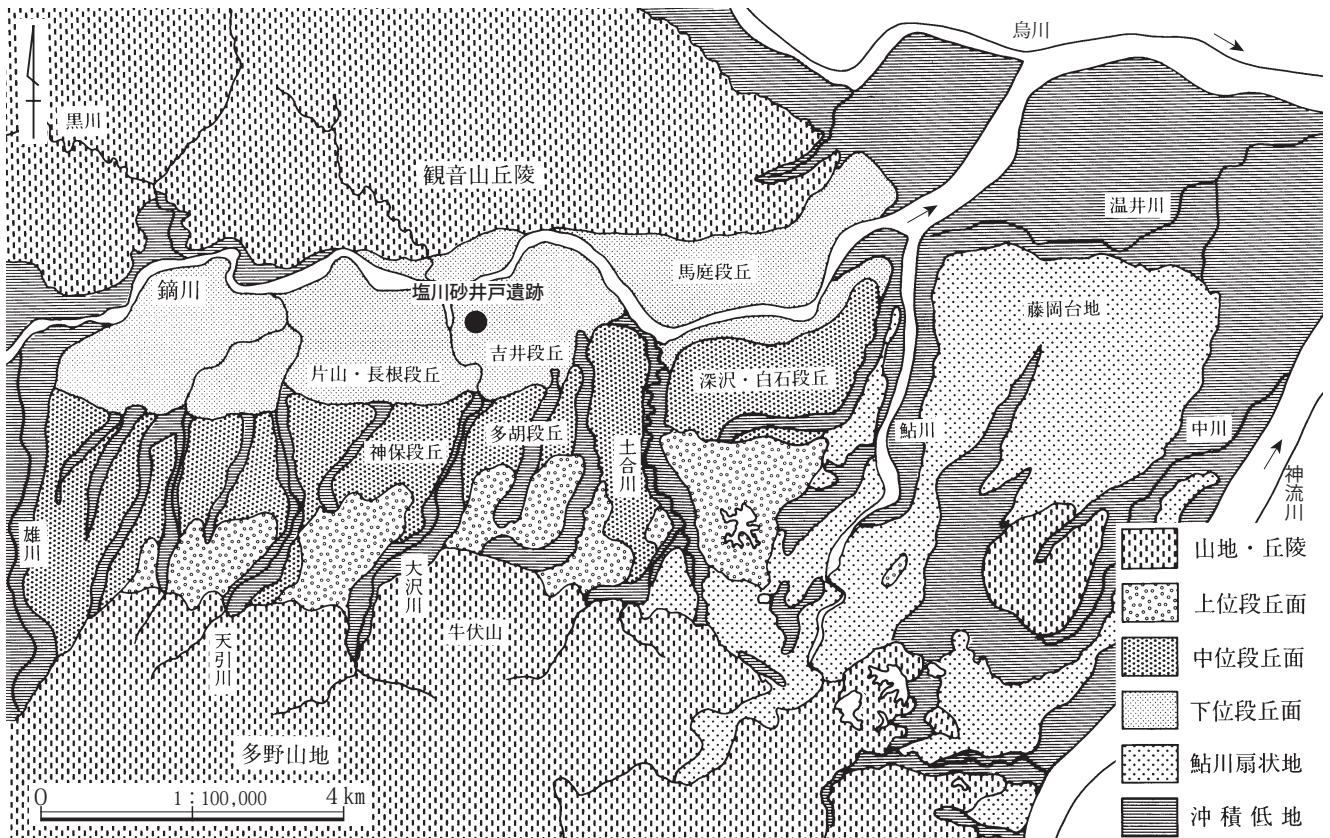 烏川
黒川
観音山丘陵
温井川
馬庭段丘
鏑川
塩川砂井戸遺跡
藤岡台地
吉井段丘
片山・長根段丘
深沢・白石段丘
鮎川
中川
多胡段丘
神保段丘
土合川
神流川
雄川
大沢川
牛伏山
天引川
多野山地
0
1:100,000
4km
山地・丘陵
上位段丘面
中位段丘面
下位段丘面
鮎川扇状地
沖積低地